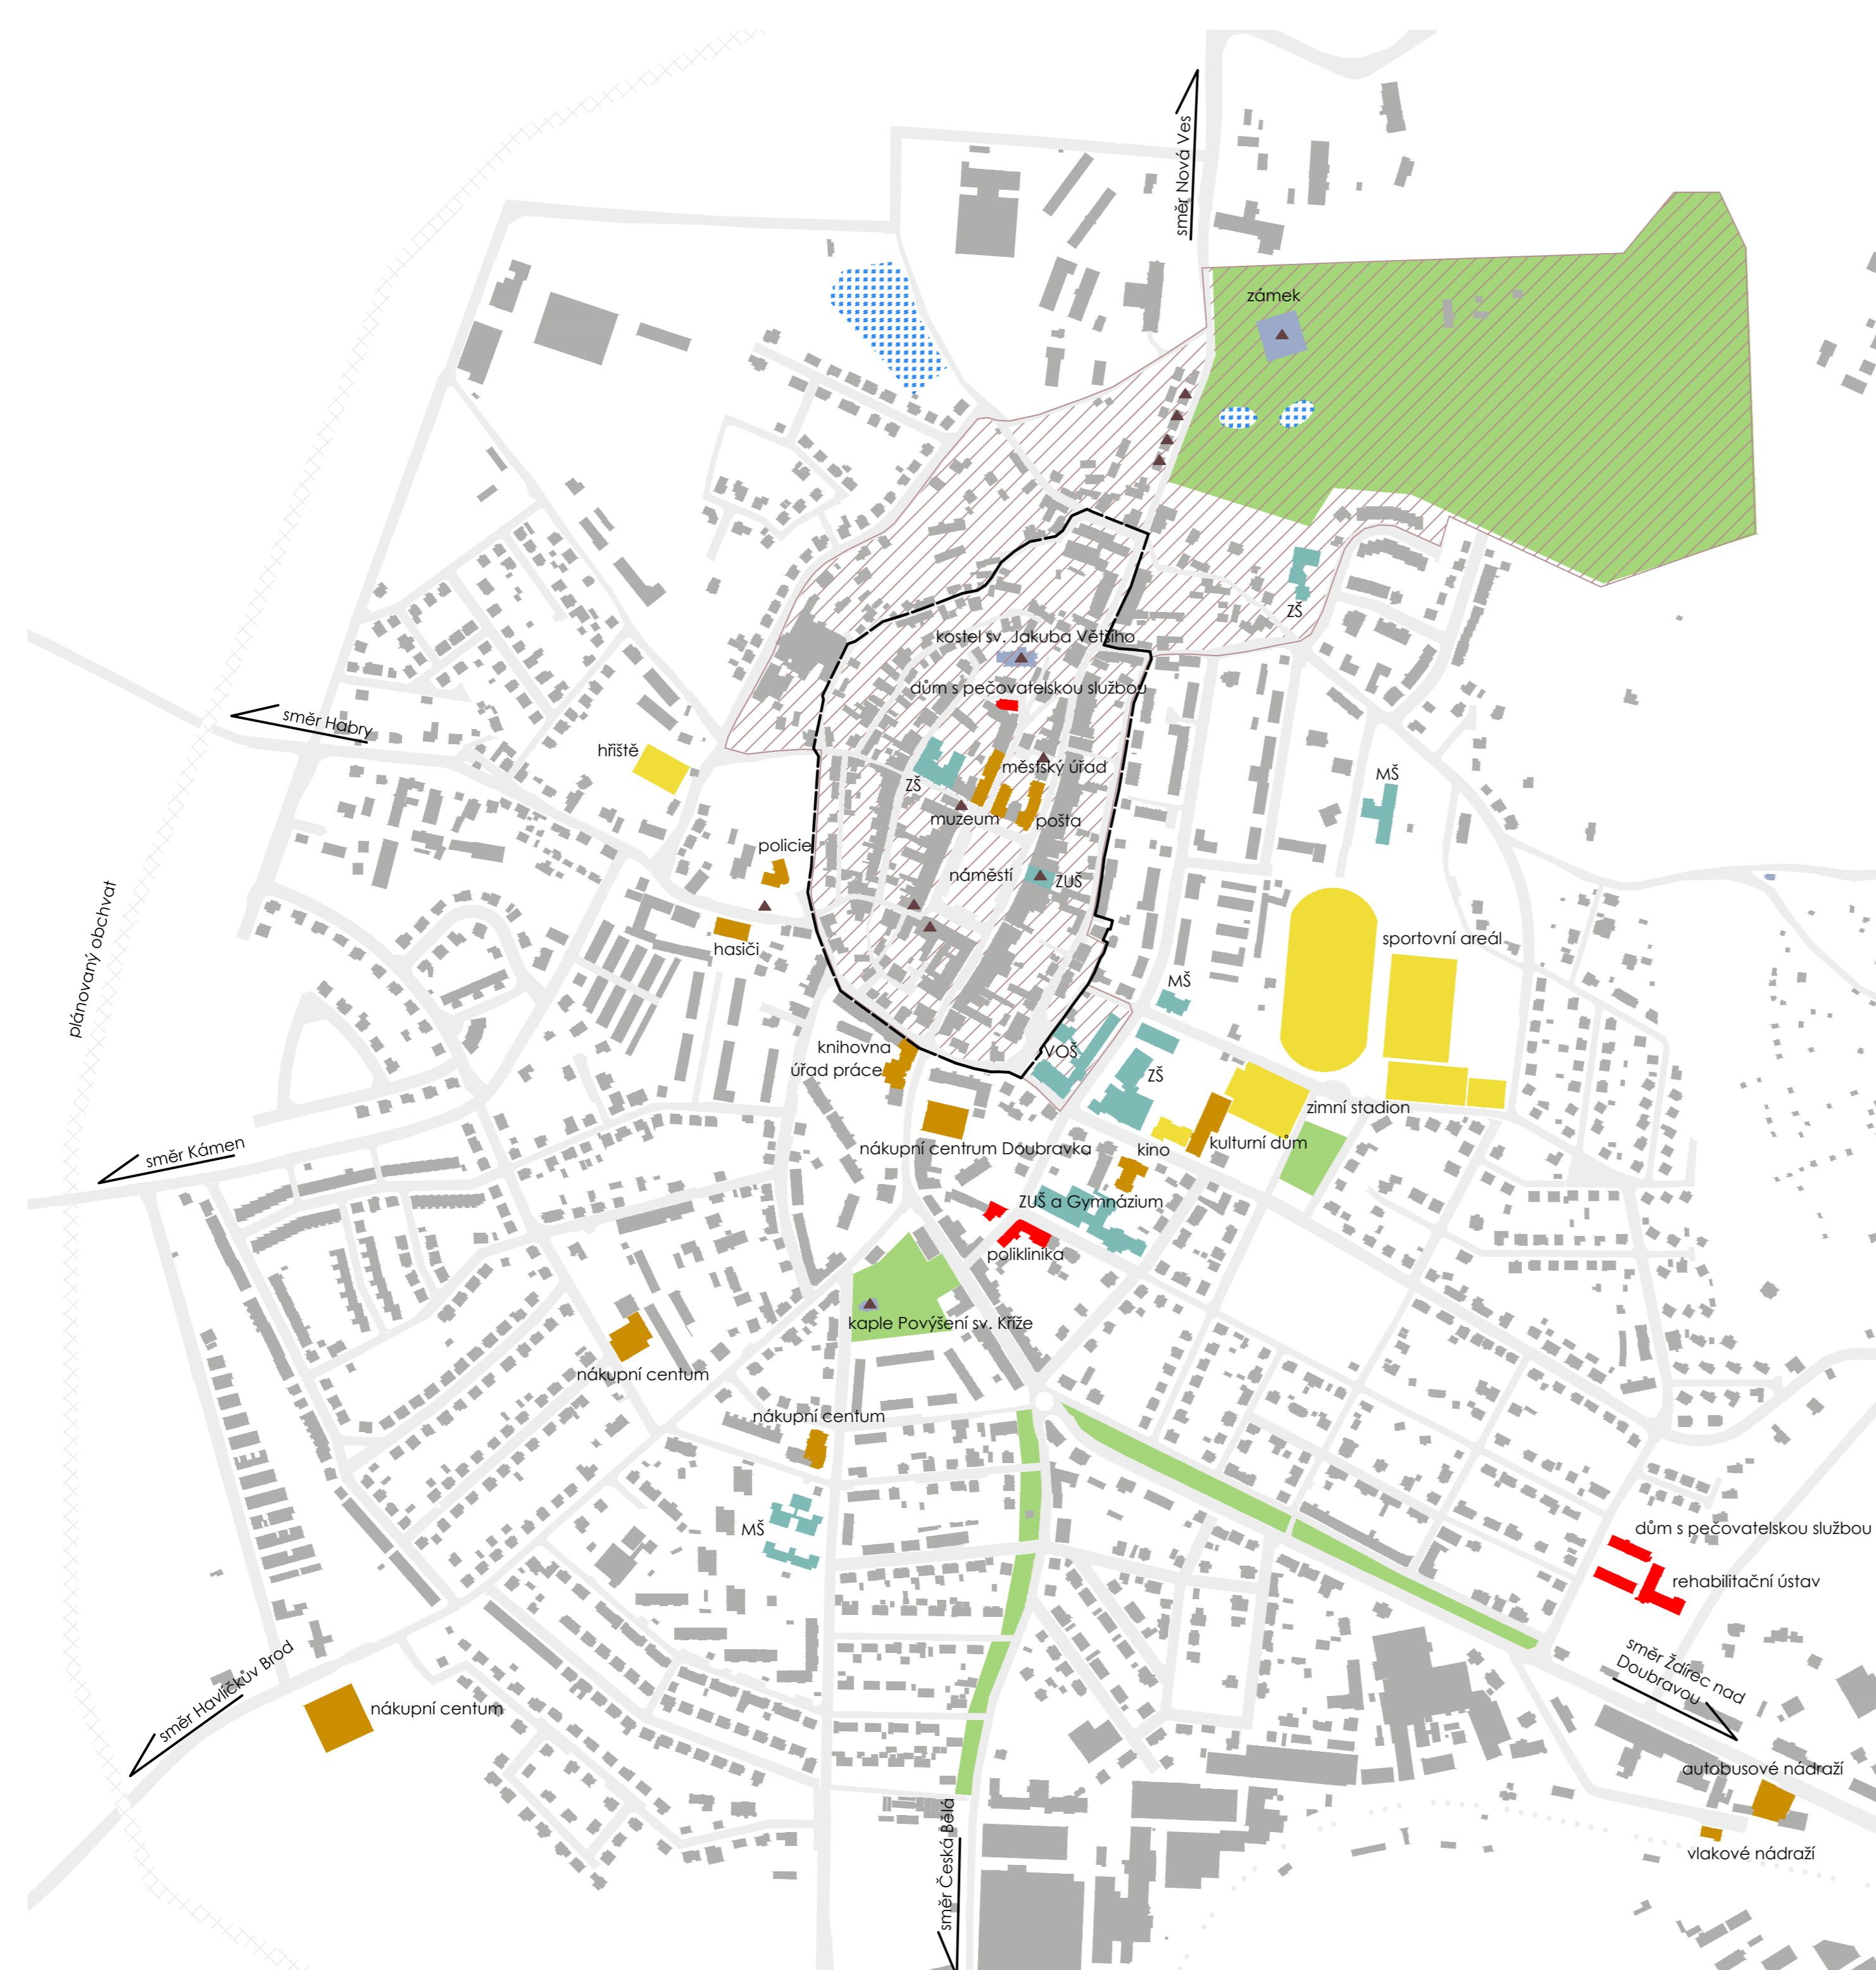 směr Nová Ves
zámek
ZŠ
kostel sv. Jakuba Většího
dům s pečovatelskou službou
směr Habry
hřiště
městský úřad
ZŠ
MŠ
muzeum
pošta
policie
náměstí
ZUŠ
plánovaný obchvat
hasiči
sportovní areál
MŠ
knihovna
VOŠ
úřad práce
ZŠ
zimní stadion
směr Kámen
nákupní centrum Doubravka
kino
kulturní dům
ZUŠ a Gymnázium
poliklinika
kaple Povýšení sv. Kříže
nákupní centum
nákupní centum
MŠ
dům s pečovatelskou službou
rehabilitační ústav
směr Havlíčkův Brod
směr Ždírec nad
Doubravou
nákupní centum
autobusové nádraží
směr Česká Bělá
vlakové nádraží